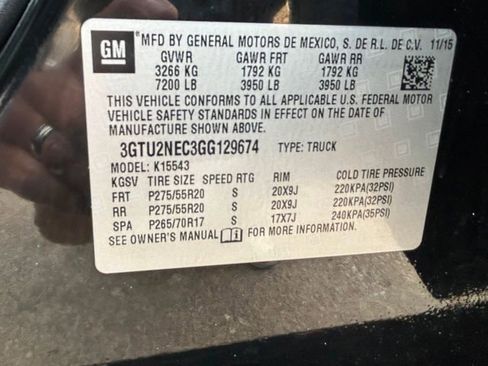 GM MFD BY GENERAL MOTORS DE MEXICO, S. DE R.L. DE C.V. 11/15
GVWR GAWR FRT GAWR RR
3266 KG 1792 KG 1792 KG
7200 LB 3950 LB 3950 LB
THIS VEHICLE CONFORMS TO ALL APPLICABLE U.S. FEDERAL MOTOR
VEHICLE SAFETY STANDARDS IN EFFECT ON THE DATE OF
MANUFACTURE SHOWN ABOVE.
3GTU2NEC3GG129674 TYPE: TRUCK
MODEL: K15543
KGSV TIRE SIZE SPEED RTG RIM COLD TIRE PRESSURE
FRT P275/55R20 S 20X9J 220KPA(32PSI)
RR P275/55R20 S 20X9J 220KPA(32PSI)
SPA P265/70R17 S 17X7J 240KPA(35PSI)
SEE OWNER'S MANUAL FOR MORE INFORMATION